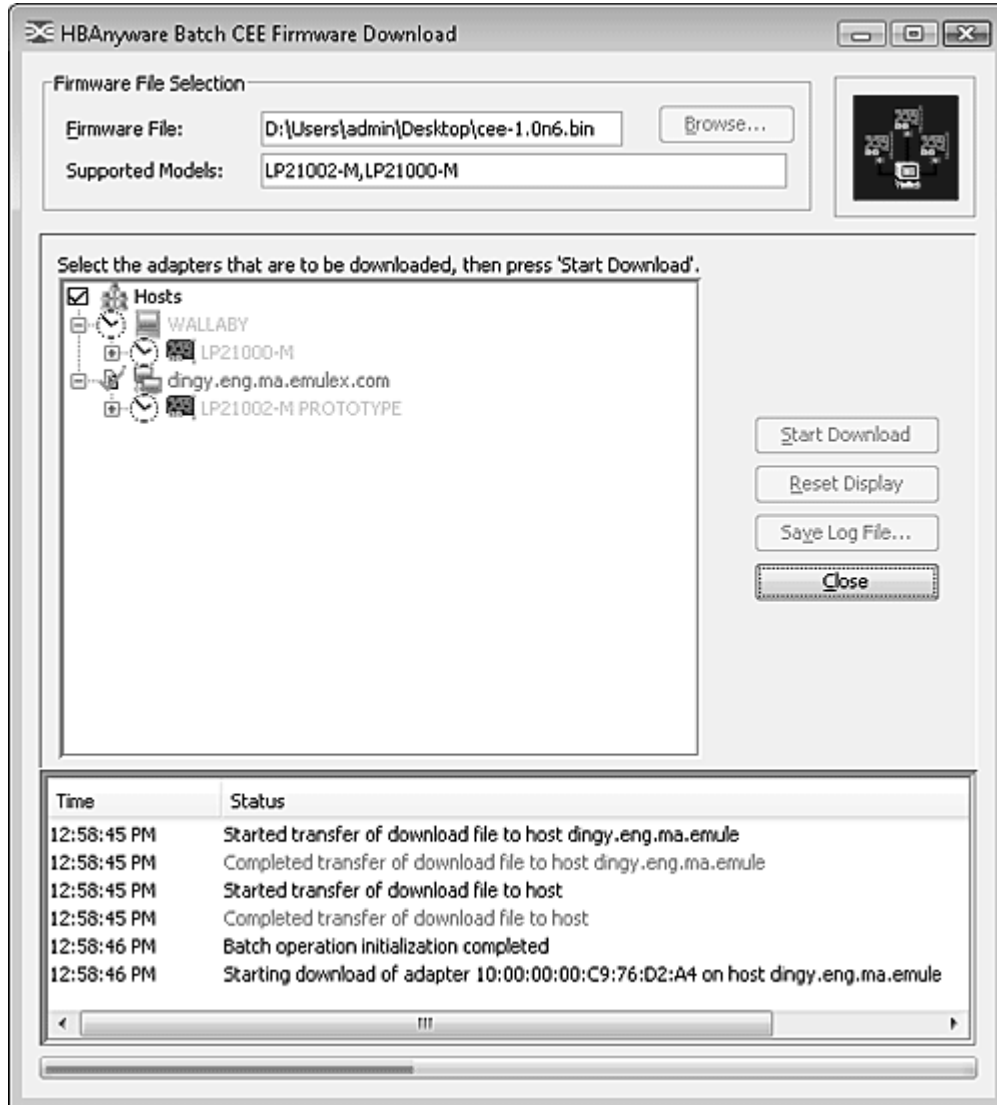 HBAnyware Batch CEE Firmware Download
Firmware File Selection
Firmware File: D:\Users\admin\Desktop\cee-1.0n6.bin Browse...
Supported Models: LP21002-M,LP21000-M
Select the adapters that are to be downloaded, then press 'Start Download'.
Hosts
WALLABY
LP21000-M
dingy.eng.ma.emulex.com
LP21002-M PROTOTYPE
Start Download
Reset Display
Save Log File...
Close
Time Status
12:58:45 PM Started transfer of download file to host dingy.eng.ma.emule
12:58:45 PM Completed transfer of download file to host dingy.eng.ma.emule
12:58:45 PM Started transfer of download file to host
12:58:45 PM Completed transfer of download file to host
12:58:46 PM Batch operation initialization completed
12:58:46 PM Starting download of adapter 10:00:00:00:C9:76:D2:A4 on host dingy.eng.ma.emule